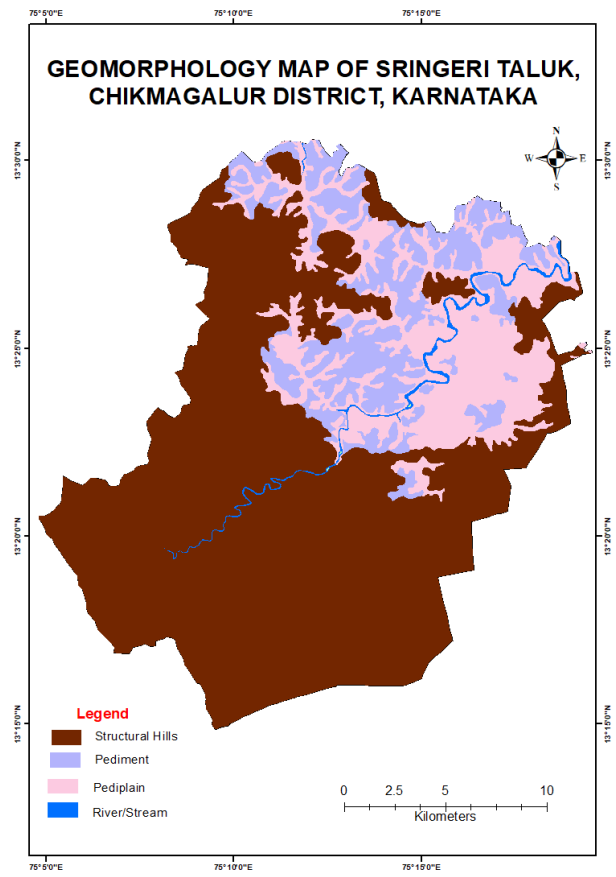 75°5'0"E 75°10'0"E 75°15'0"E
GEOMORPHOLOGY MAP OF SRINGERI TALUK,
CHIKMAGALUR DISTRICT, KARNATAKA
N
W E
S
13°30'0"N 13°30'0"N
13°25'0"N 13°25'0"N
13°20'0"N 13°20'0"N
13°15'0"N 13°15'0"N
Legend
Structural Hills
Pediment
Pediplain
River/Stream
0 2.5 5 10
Kilometers
75°5'0"E 75°10'0"E 75°15'0"E